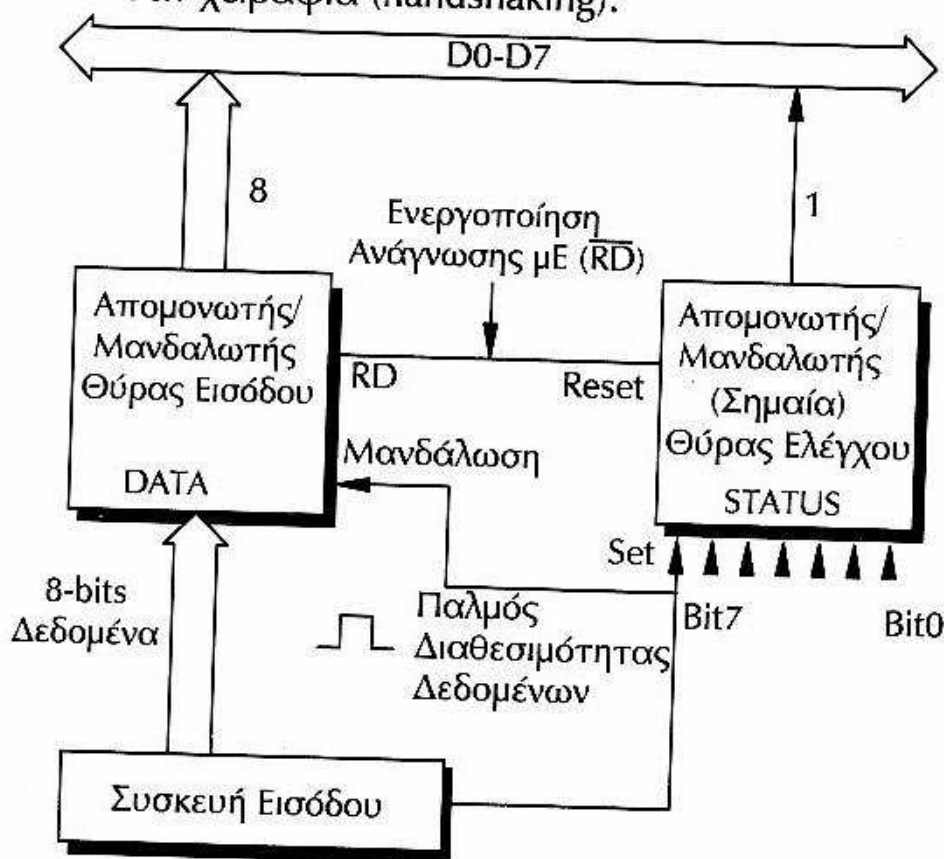 χειραψία (handshaking).
D0-D7
8
1
Ενεργοποίηση
Ανάγνωσης μΕ (R̅D̅)
Απομονωτής/
Μανδαλωτής
Θύρας Εισόδου
DATA
RD
Reset
Απομονωτής/
Μανδαλωτής
(Σημαία)
Θύρας Ελέγχου
STATUS
Μανδάλωση
Set
Bit7
Bit0
8-bits
Δεδομένα
Παλμός
Διαθεσιμότητας
Δεδομένων
Συσκευή Εισόδου